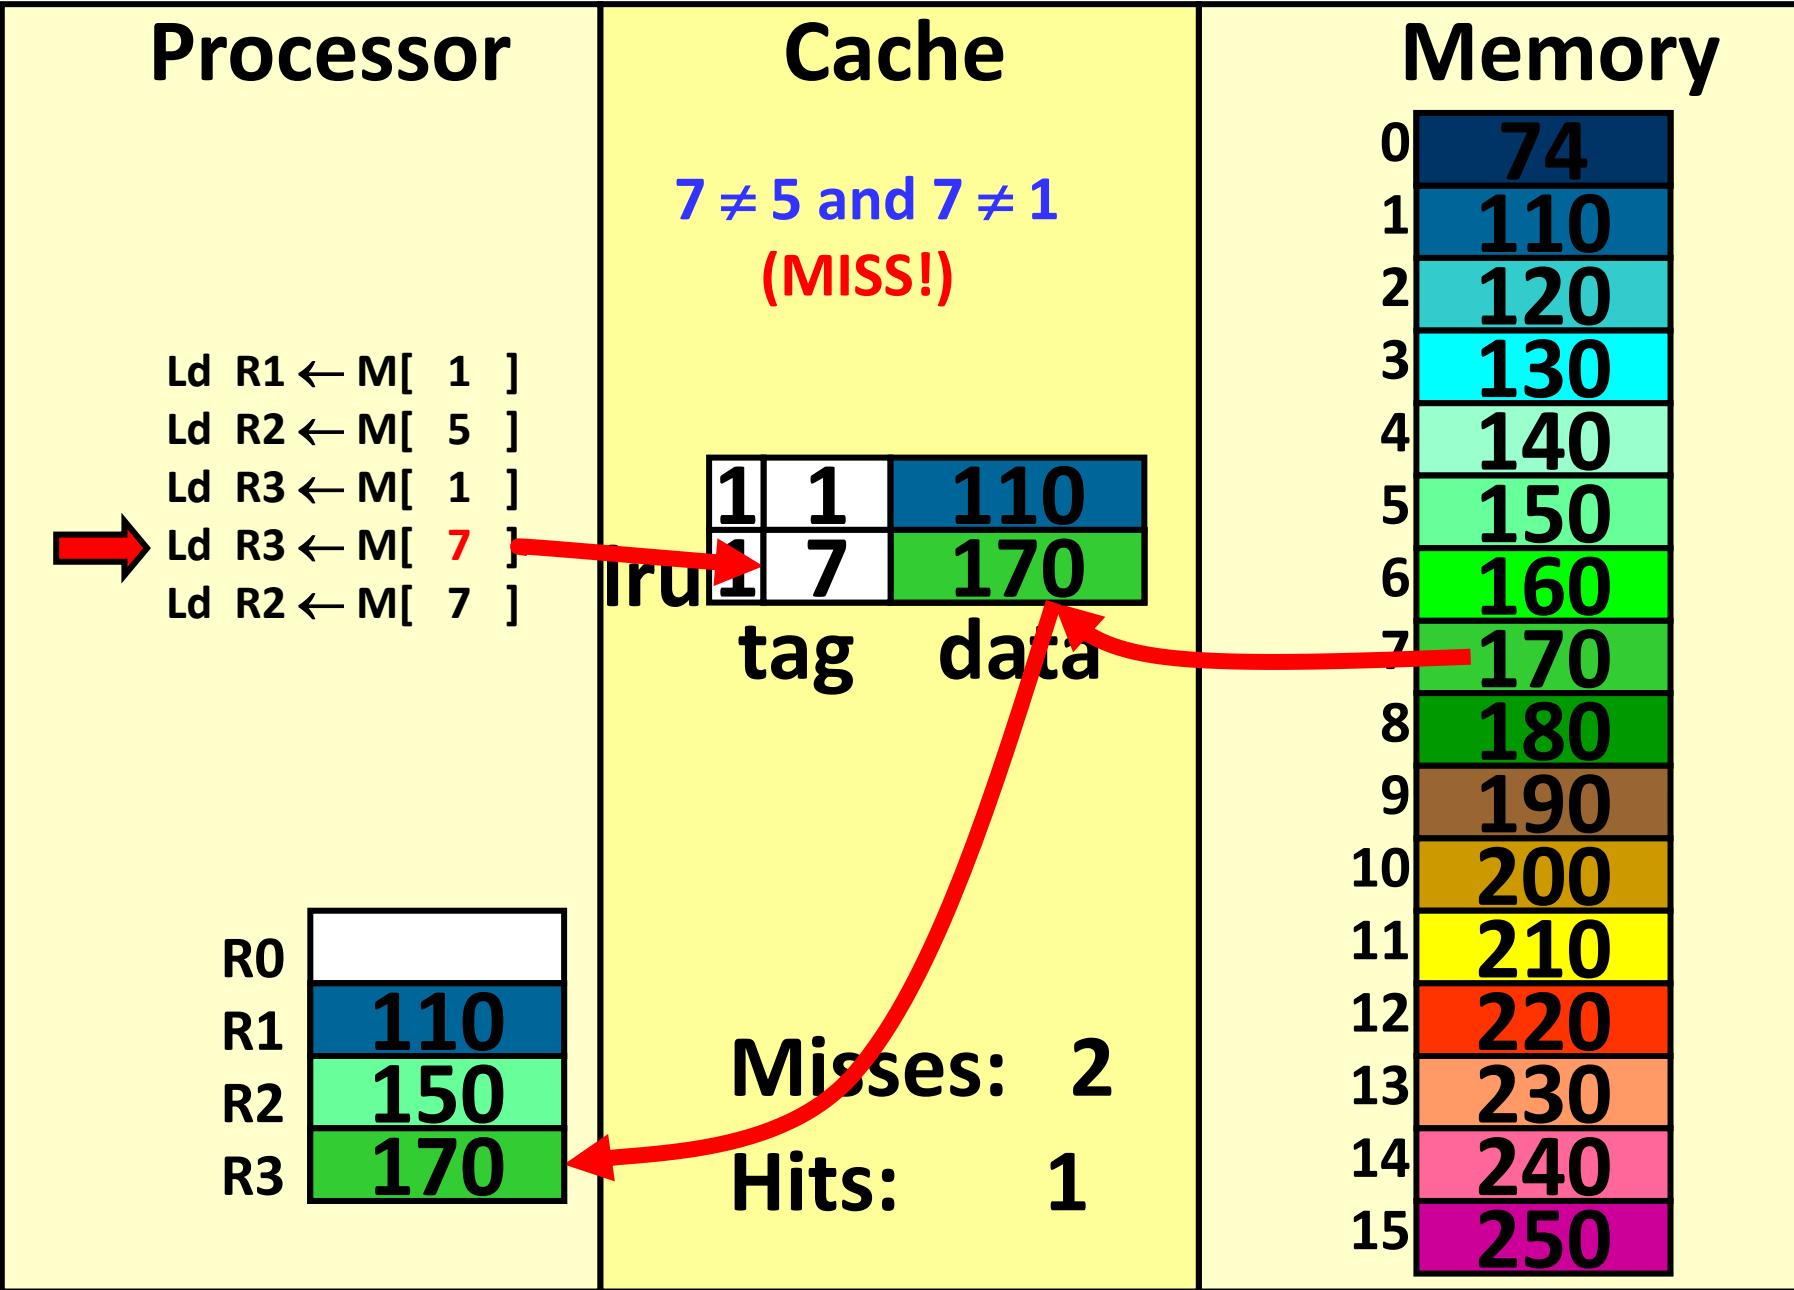 Processor
Cache
Memory
7 ≠ 5 and 7 ≠ 1
(MISS!)
Ld R1 ← M[ 1 ]
Ld R2 ← M[ 5 ]
Ld R3 ← M[ 1 ]
Ld R3 ← M[ 7 ]
Ld R2 ← M[ 7 ]
1 1 110
lru 1 7 170
tag data
R0
R1 110
R2 150
R3 170
Misses: 2
Hits: 1
0 74
1 110
2 120
3 130
4 140
5 150
6 160
7 170
8 180
9 190
10 200
11 210
12 220
13 230
14 240
15 250